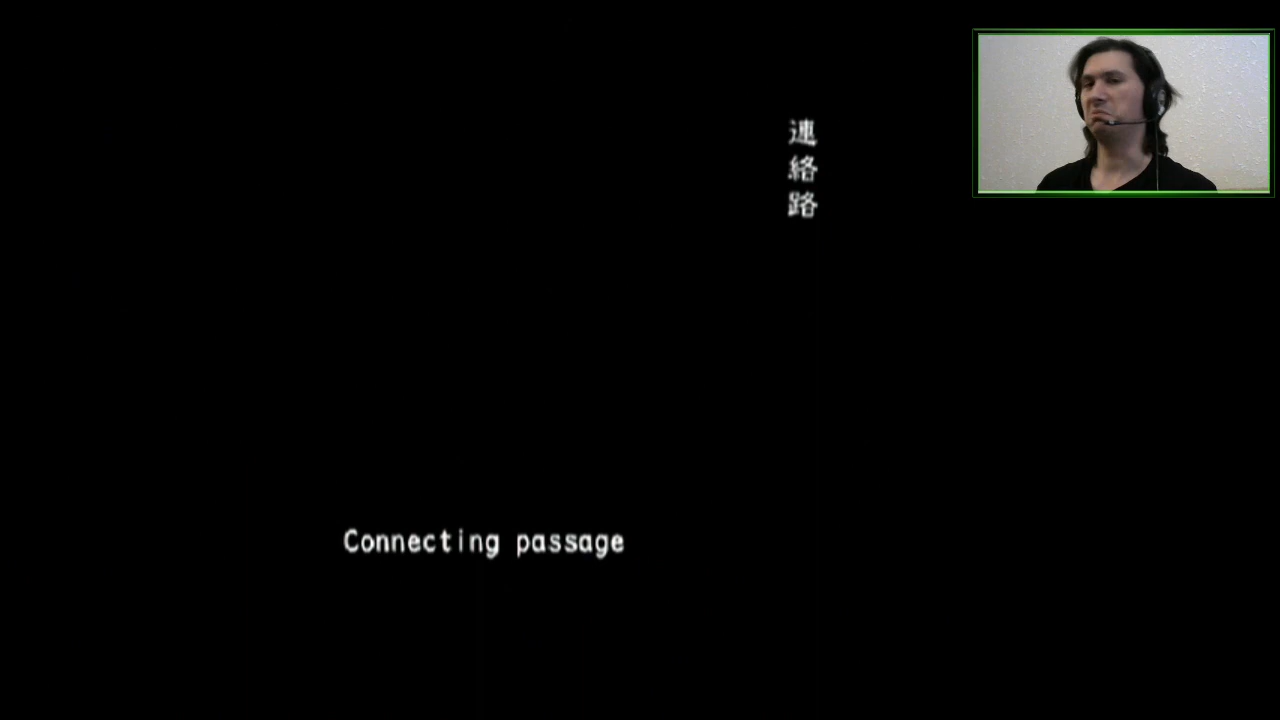 連絡路
Connecting passage